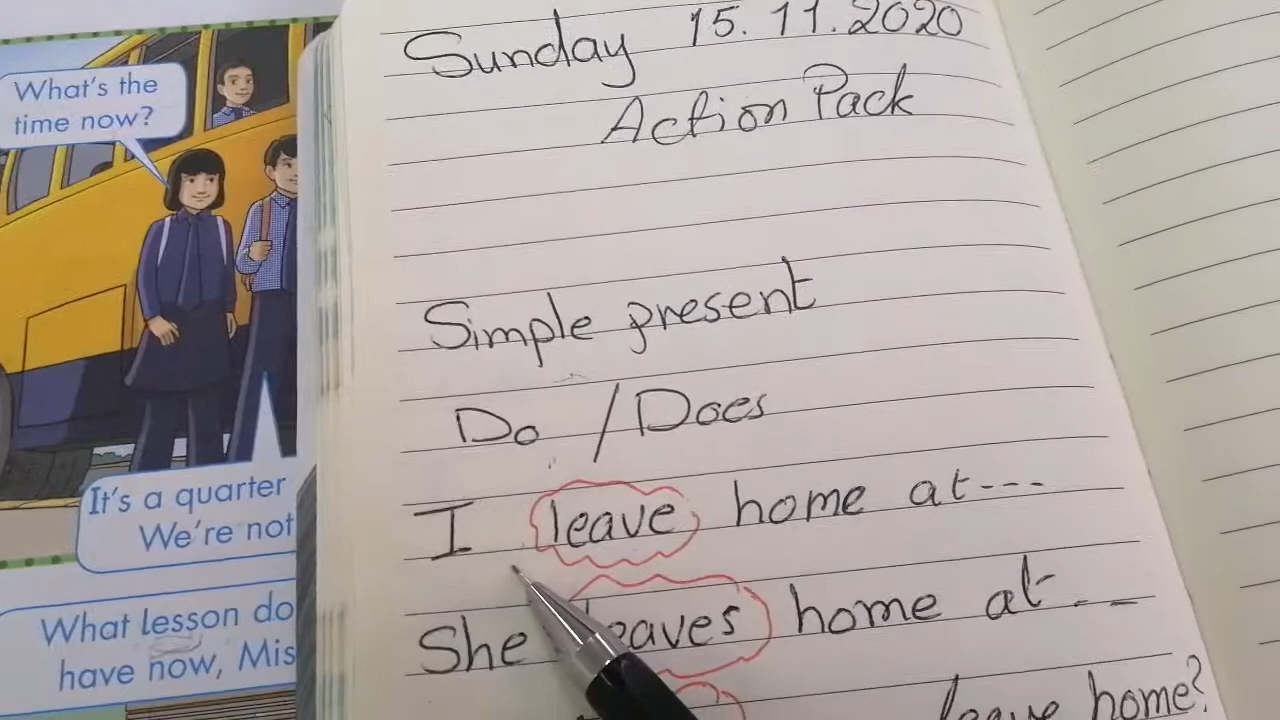 What's the
time now?
It's a quarter
We're not
What lesson do
have now, Mis
Sunday 15.11.2020
Action Pack
Simple present
Do / Does
I leave home at---
She leaves home at---
leave home?